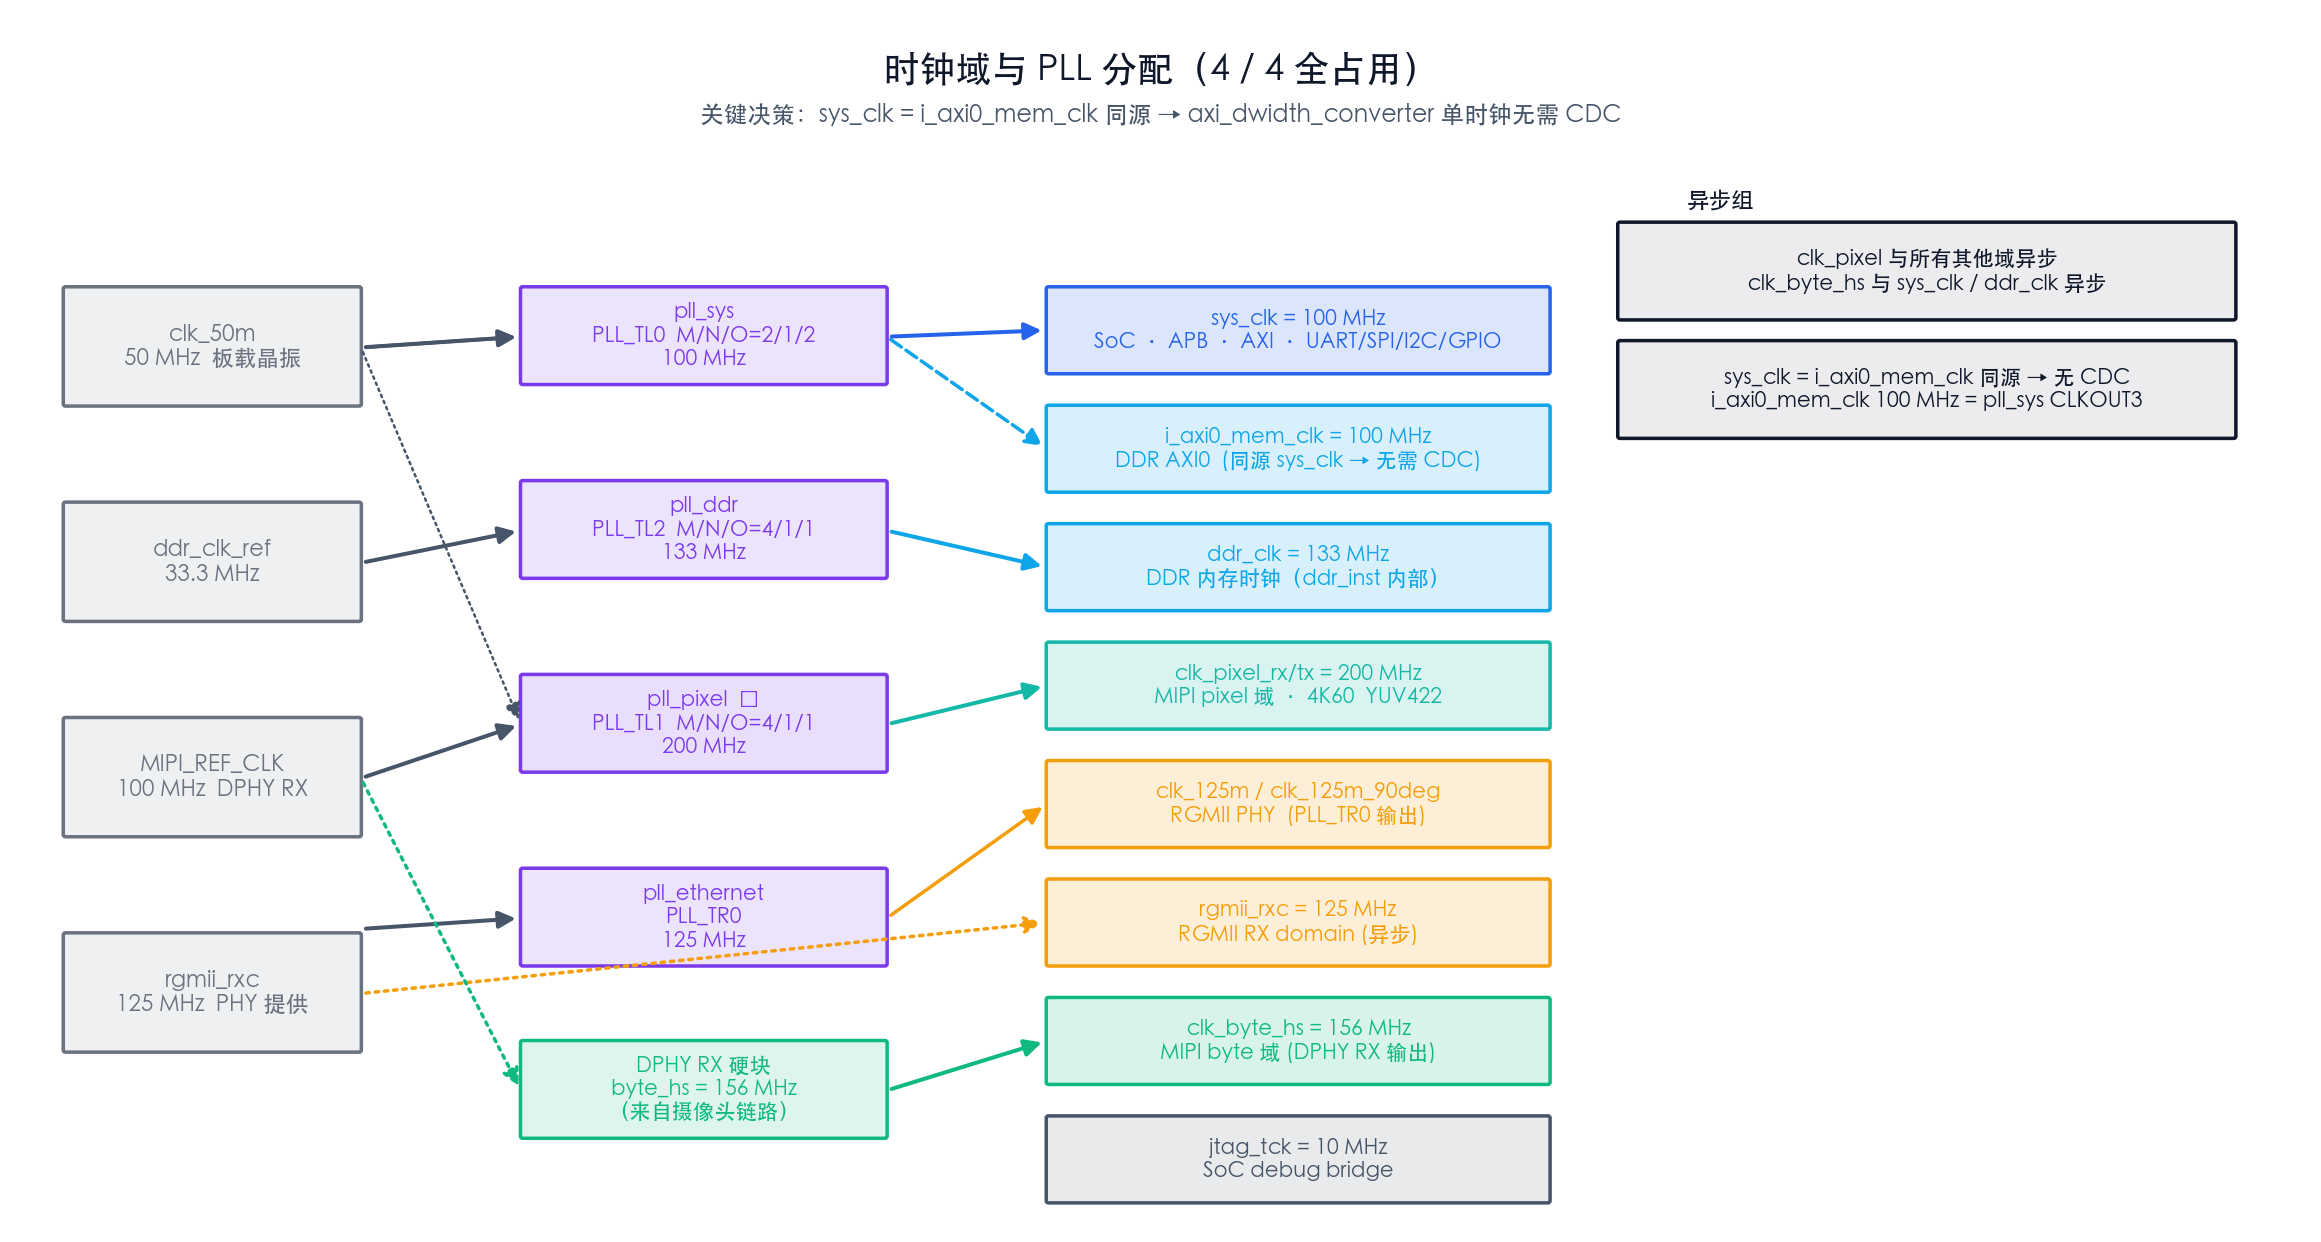 时钟域与 PLL 分配（4 / 4 全占用）
关键决策：sys_clk = i_axi0_mem_clk 同源 → axi_dwidth_converter 单时钟无需 CDC
clk_50m
50 MHz 板载晶振
ddr_clk_ref
33.3 MHz
MIPI_REF_CLK
100 MHz DPHY RX
rgmii_rxc
125 MHz PHY 提供
pll_sys
PLL_TL0 M/N/O=2/1/2
100 MHz
pll_ddr
PLL_TL2 M/N/O=4/1/1
133 MHz
pll_pixel □
PLL_TL1 M/N/O=4/1/1
200 MHz
pll_ethernet
PLL_TR0
125 MHz
DPHY RX 硬块
byte_hs = 156 MHz
（来自摄像头链路）
sys_clk = 100 MHz
SoC · APB · AXI · UART/SPI/I2C/GPIO
i_axi0_mem_clk = 100 MHz
DDR AXI0 (同源 sys_clk → 无需 CDC)
ddr_clk = 133 MHz
DDR 内存时钟（ddr_inst 内部）
clk_pixel_rx/tx = 200 MHz
MIPI pixel 域 · 4K60 YUV422
clk_125m / clk_125m_90deg
RGMII PHY (PLL_TR0 输出)
rgmii_rxc = 125 MHz
RGMII RX domain (异步)
clk_byte_hs = 156 MHz
MIPI byte 域 (DPHY RX 输出)
jtag_tck = 10 MHz
SoC debug bridge
异步组
clk_pixel 与所有其他域异步
clk_byte_hs 与 sys_clk / ddr_clk 异步
sys_clk = i_axi0_mem_clk 同源 → 无 CDC
i_axi0_mem_clk 100 MHz = pll_sys CLKOUT3